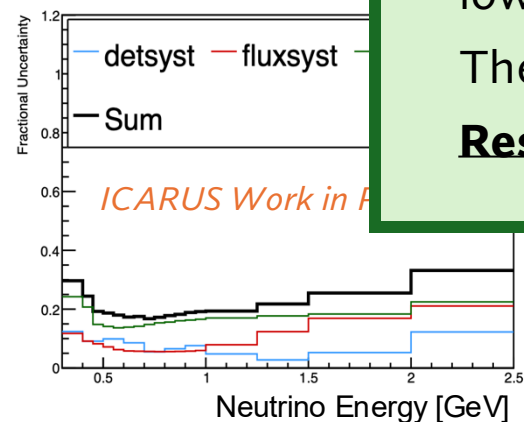 low
The
Res
1.2
1
0.8
0.6
0.4
0.2
0
Fractional Uncertainty
detsyst fluxsyst
Sum
ICARUS Work in P
0.5 1 1.5 2 2.5
Neutrino Energy [GeV]